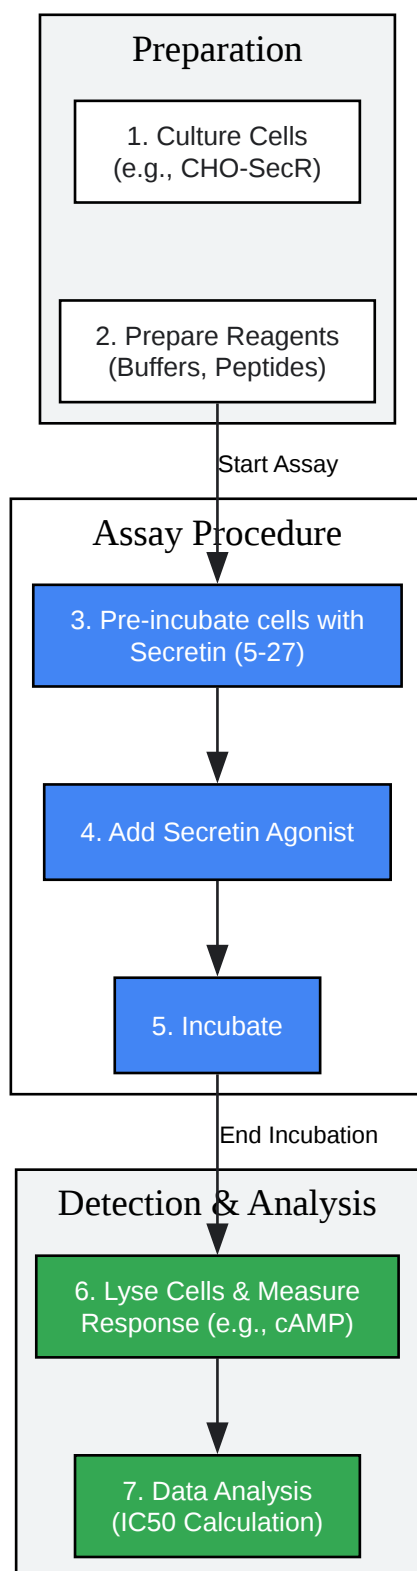 Preparation
1. Culture Cells
(e.g., CHO-SecR)
2. Prepare Reagents
(Buffers, Peptides)
Start Assay
Assay Procedure
3. Pre-incubate cells with
Secretin (5-27)
4. Add Secretin Agonist
5. Incubate
End Incubation
Detection & Analysis
6. Lyse Cells & Measure
Response (e.g., cAMP)
7. Data Analysis
(IC50 Calculation)